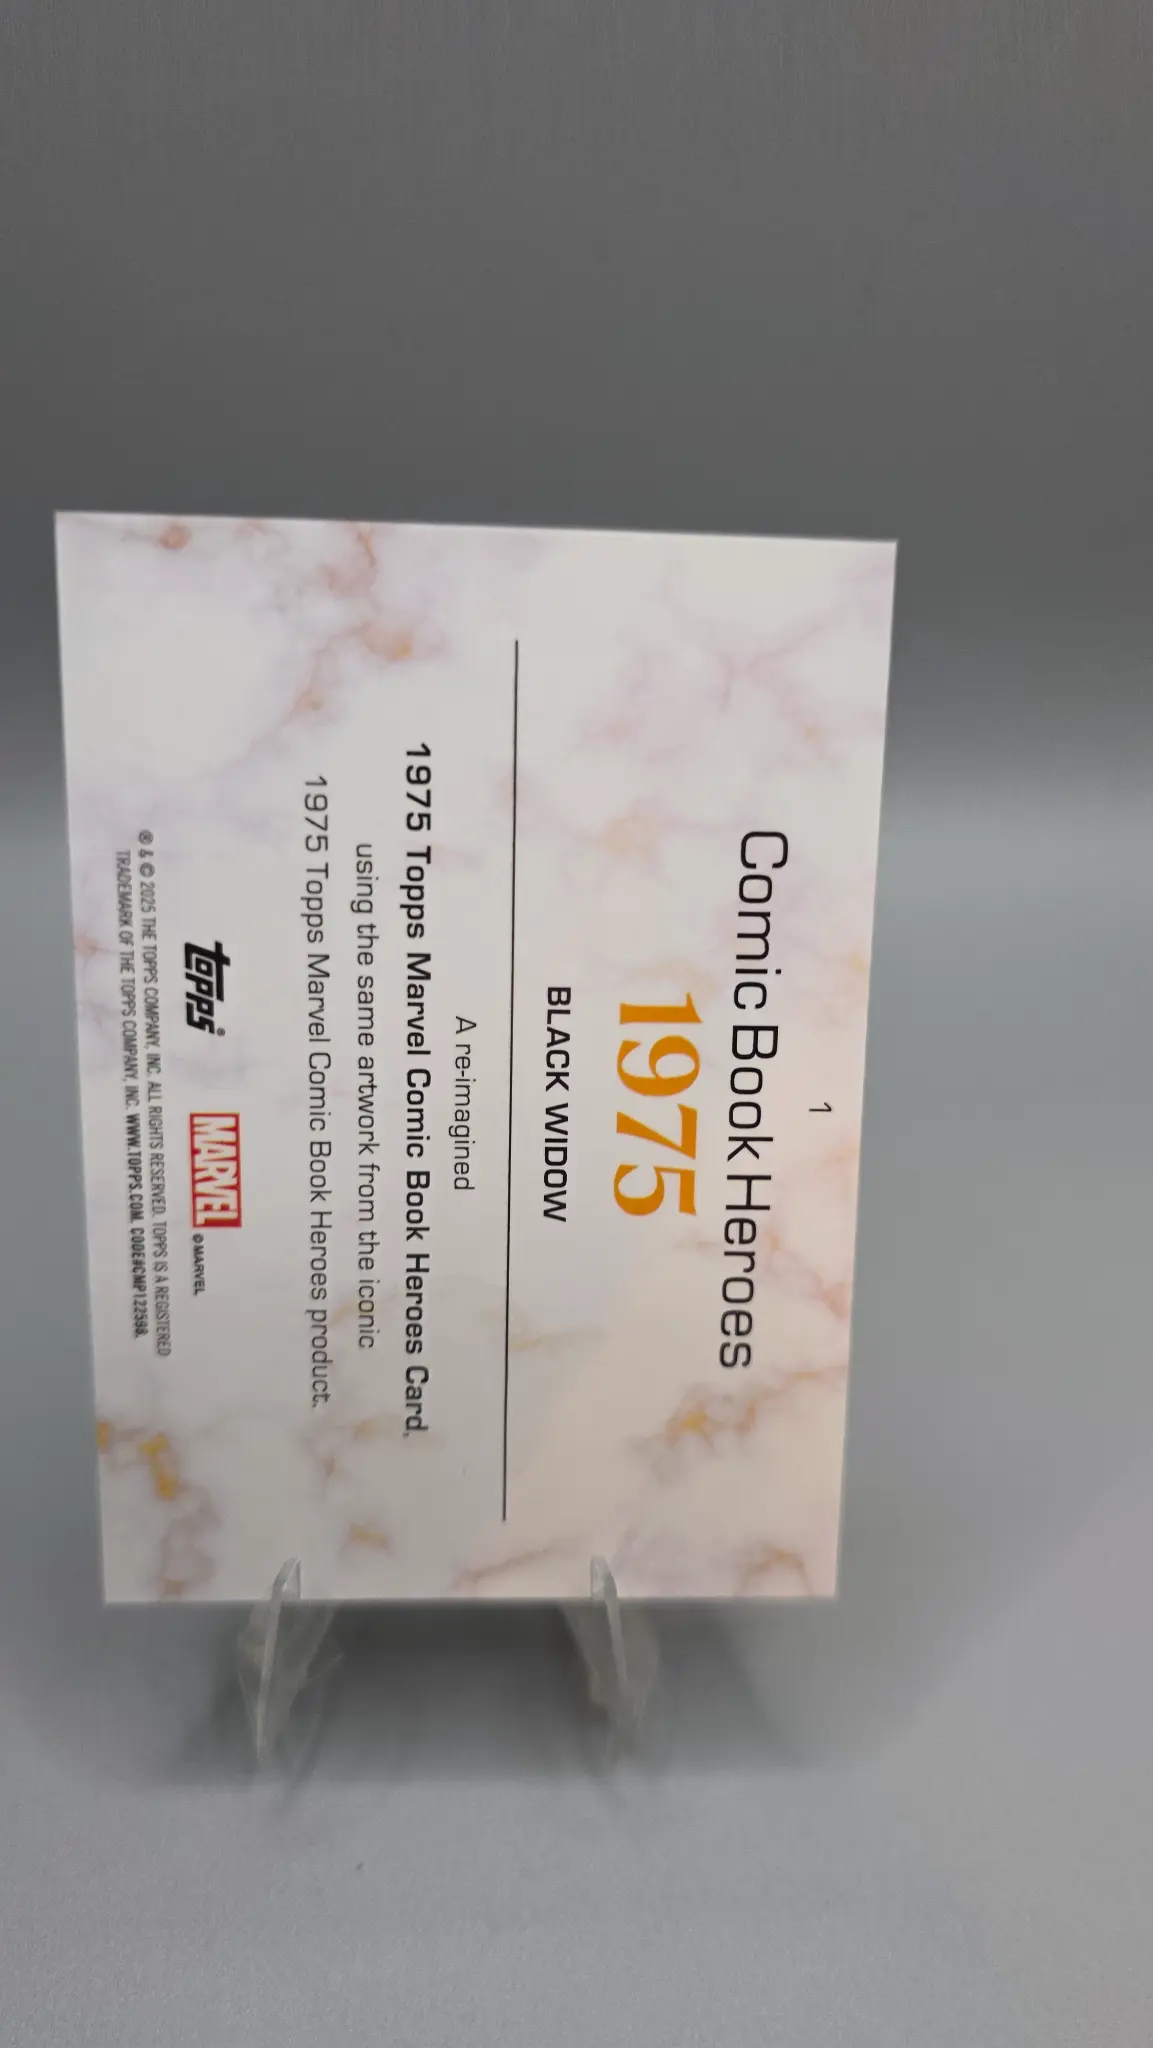 1
Comic Book Heroes
1975
BLACK WIDOW
A re-imagined
1975 Topps Marvel Comic Book Heroes Card,
using the same artwork from the iconic
1975 Topps Marvel Comic Book Heroes product.
topps®
MARVEL
© MARVEL
® & © 2025 THE TOPPS COMPANY, INC. ALL RIGHTS RESERVED. TOPPS IS A REGISTERED
TRADEMARK OF THE TOPPS COMPANY, INC. WWW.TOPPS.COM. CODE#CMP122598.